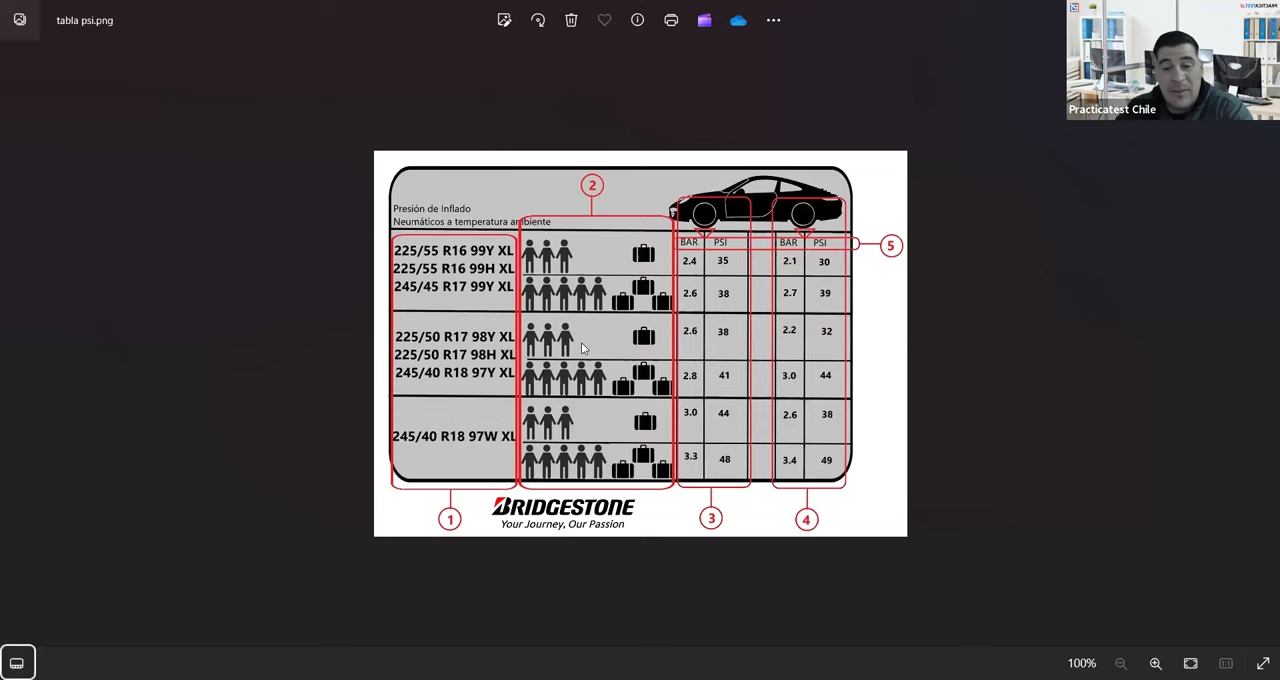 tabla psi.png
PRACTICATEST.cl
Practicatest Chile
2
Presión de Inflado
Neumáticos a temperatura ambiente
BAR PSI BAR PSI
5
225/55 R16 99Y XL
225/55 R16 99H XL
245/45 R17 99Y XL
2.4 35 2.1 30
2.6 38 2.7 39
225/50 R17 98Y XL
225/50 R17 98H XL
245/40 R18 97Y XL
2.6 38 2.2 32
2.8 41 3.0 44
245/40 R18 97W XL
3.0 44 2.6 38
3.3 48 3.4 49
1
BRIDGESTONE
Your Journey, Our Passion
3
4
100%
1:1